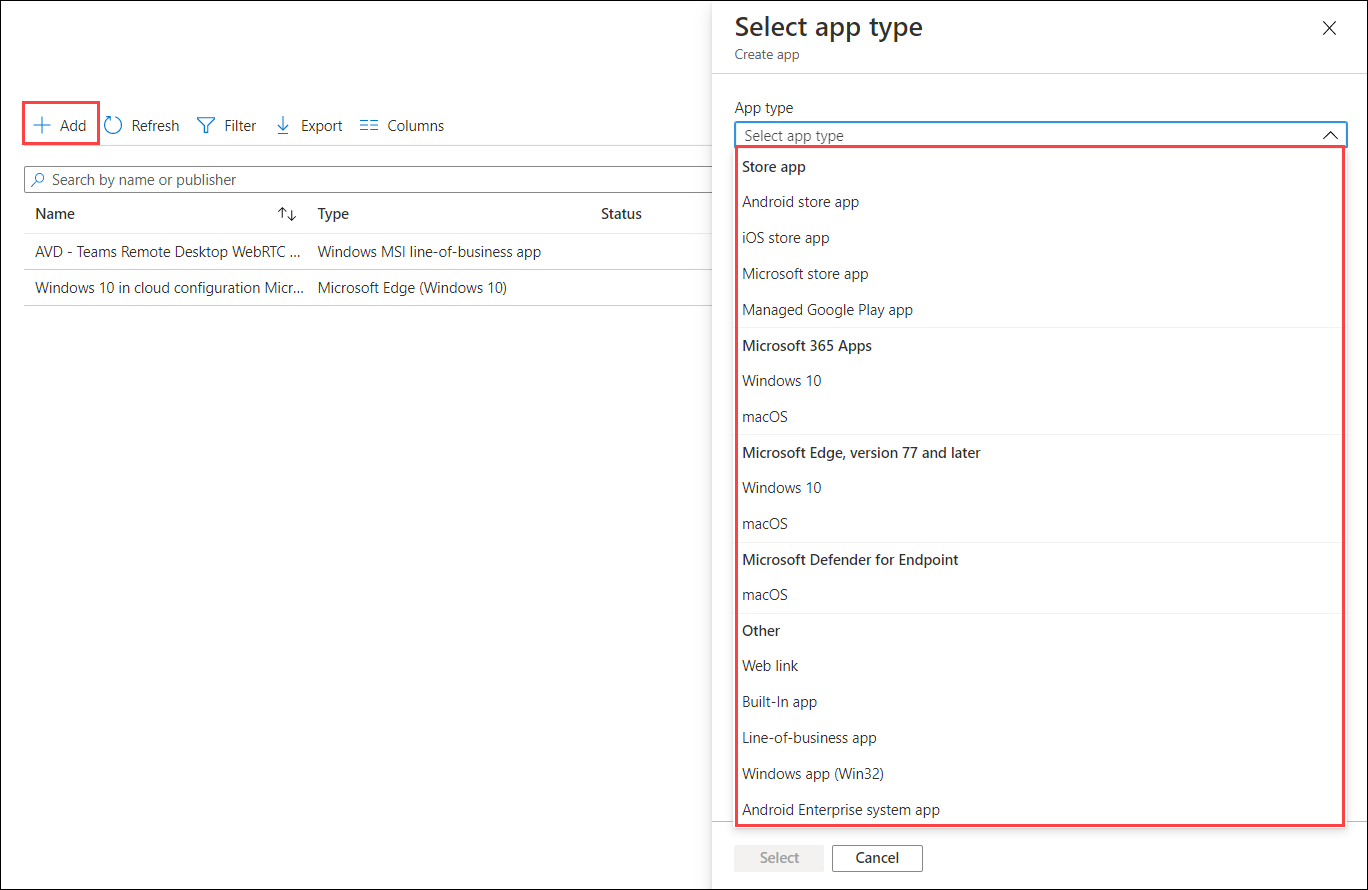 Add Refresh Filter Export Columns
Search by name or publisher
Name Type Status
AVD - Teams Remote Desktop WebRTC ... Windows MSI line-of-business app
Windows 10 in cloud configuration Micr... Microsoft Edge (Windows 10)
Select app type
Create app
App type
Select app type
Store app
Android store app
iOS store app
Microsoft store app
Managed Google Play app
Microsoft 365 Apps
Windows 10
macOS
Microsoft Edge, version 77 and later
Windows 10
macOS
Microsoft Defender for Endpoint
macOS
Other
Web link
Built-In app
Line-of-business app
Windows app (Win32)
Android Enterprise system app
Select Cancel